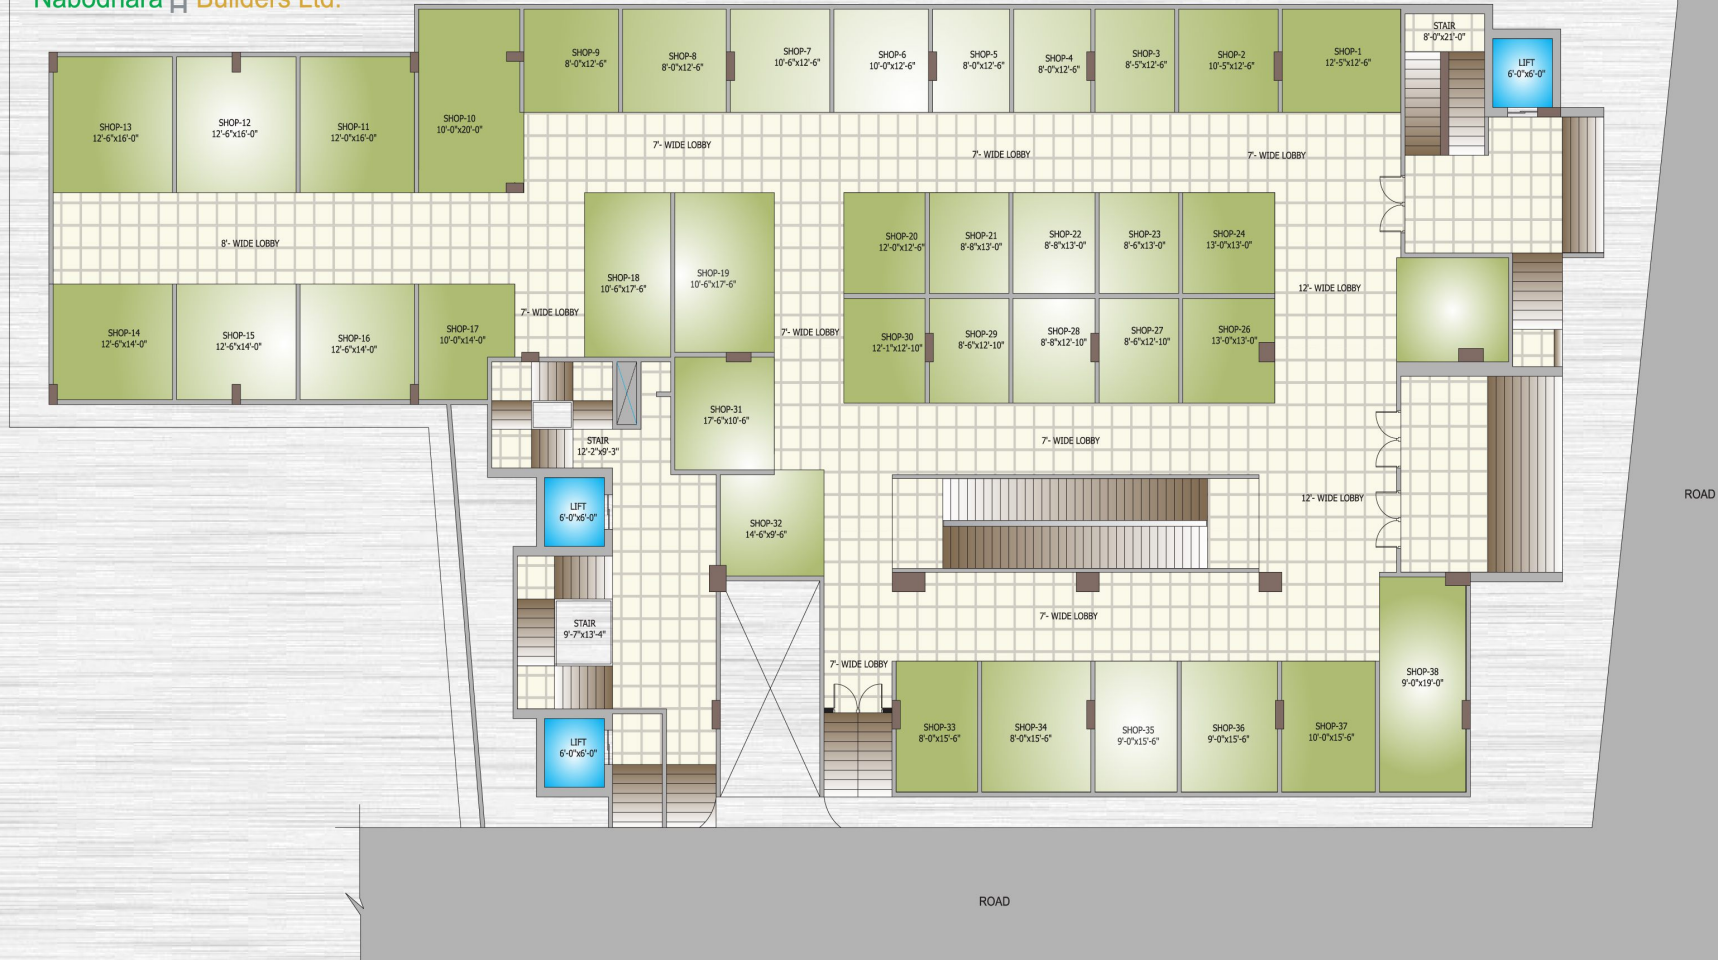 Nabodhara Builders Ltd.
SHOP-9
8'-0"x12'-6"
SHOP-8
8'-0"x12'-6"
SHOP-7
10'-6"x12'-6"
SHOP-6
10'-0"x12'-6"
SHOP-5
8'-0"x12'-6"
SHOP-4
8'-0"x12'-6"
SHOP-3
8'-5"x12'-6"
SHOP-2
10'-5"x12'-6"
SHOP-1
12'-5"x12'-6"
STAIR
8'-0"x21'-0"
LIFT
6'-0"x6'-0"
SHOP-13
12'-6"x16'-0"
SHOP-12
12'-6"x16'-0"
SHOP-11
12'-0"x16'-0"
SHOP-10
10'-0"x20'-0"
7'- WIDE LOBBY
7'- WIDE LOBBY
7'- WIDE LOBBY
8'- WIDE LOBBY
SHOP-18
10'-6"x17'-6"
SHOP-19
10'-6"x17'-6"
SHOP-20
12'-0"x12'-6"
SHOP-21
8'-8"x13'-0"
SHOP-22
8'-8"x13'-0"
SHOP-23
8'-6"x13'-0"
SHOP-24
13'-0"x13'-0"
12'- WIDE LOBBY
SHOP-14
12'-6"x14'-0"
SHOP-15
12'-6"x14'-0"
SHOP-16
12'-6"x14'-0"
SHOP-17
10'-0"x14'-0"
7'- WIDE LOBBY
7'- WIDE LOBBY
SHOP-30
12'-1"x12'-10"
SHOP-29
8'-6"x12'-10"
SHOP-28
8'-8"x12'-10"
SHOP-27
8'-6"x12'-10"
SHOP-26
13'-0"x13'-0"
SHOP-31
17'-6"x10'-6"
STAIR
12'-2"x9'-3"
7'- WIDE LOBBY
12'- WIDE LOBBY
ROAD
LIFT
6'-0"x6'-0"
SHOP-32
14'-6"x9'-6"
STAIR
9'-7"x13'-4"
7'- WIDE LOBBY
7'- WIDE LOBBY
SHOP-38
9'-0"x19'-0"
LIFT
6'-0"x6'-0"
SHOP-33
8'-0"x15'-6"
SHOP-34
8'-0"x15'-6"
SHOP-35
9'-0"x15'-6"
SHOP-36
9'-0"x15'-6"
SHOP-37
10'-0"x15'-6"
ROAD